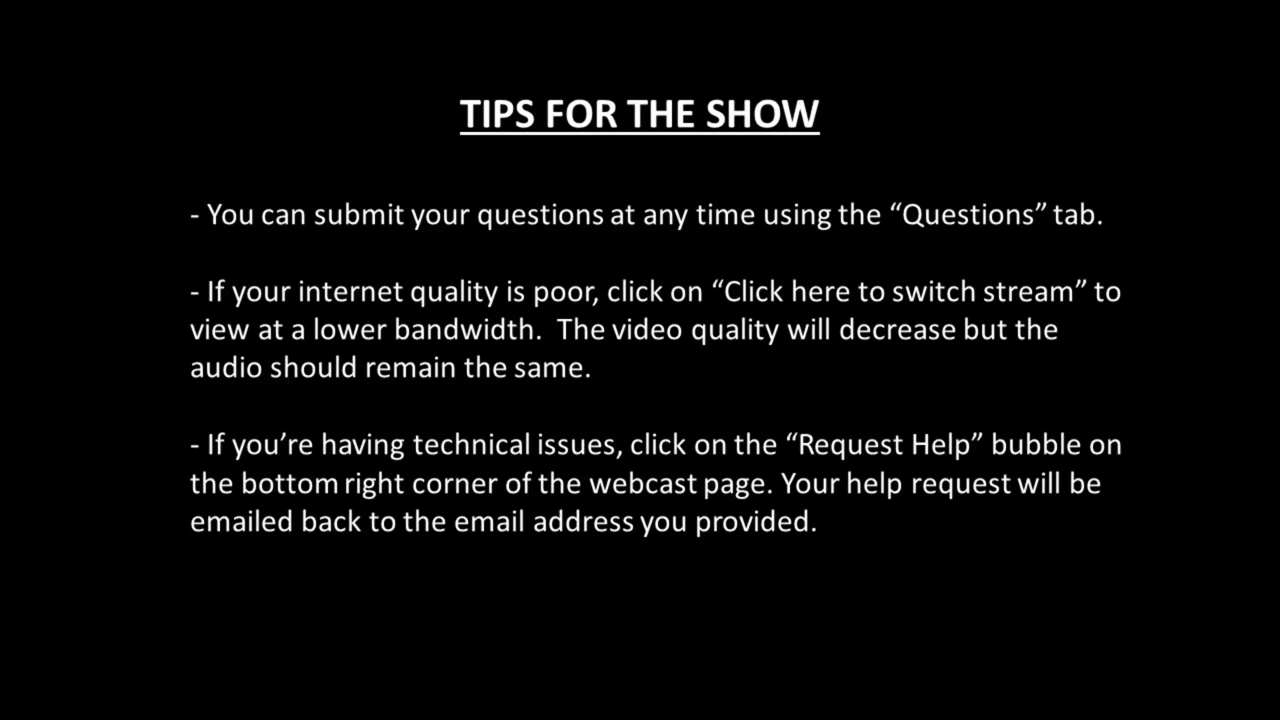 TIPS FOR THE SHOW
- You can submit your questions at any time using the “Questions” tab.
- If your internet quality is poor, click on “Click here to switch stream” to
view at a lower bandwidth.  The video quality will decrease but the
audio should remain the same.
- If you’re having technical issues, click on the “Request Help” bubble on
the bottom right corner of the webcast page. Your help request will be
emailed back to the email address you provided.